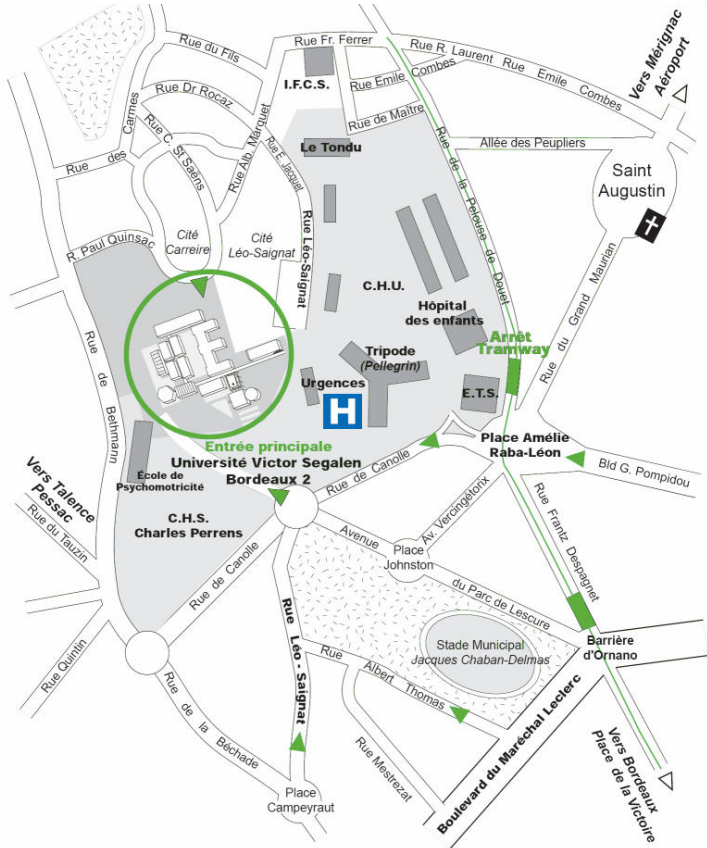 Rue Fr. Ferrer
Rue du Fils
Rue R. Laurent Rue Emile Combes
Vers Mérignac
Aéroport
I.F.C.S.
Rue Emile
Combes
Rue Dr Rocaz
Rue de Maître
Rue des Carmes
Rue C. St Saëns
Rue Alb. Marquet
Rue E. Jacquet
Le Tondu
Rue de la Pelouse de Douet
Allée des Peupliers
Saint
Augustin
R. Paul Quinsac
Cité
Carreire
Cité
Léo-Saignat
Rue Léo-Saignat
C.H.U.
Hôpital
des enfants
Rue du Grand Maurian
Arrêt
Tramway
Tripode
(Pellegrin)
Urgences
H
E.T.S.
Rue de Bethmann
Entrée principale
Université Victor Segalen
Bordeaux 2
Place Amélie
Raba-Léon
Rue de Canolle
Bld G. Pompidou
École de
Psychomotricité
Vers Talence
Pessac
Rue du Tauzin
C.H.S.
Charles Perrens
Rue de Canolle
Avenue du Parc de Lescure
Av. Vercingétorix
Place
Johnston
Rue Frantz Despagnet
Rue Quintin
Rue Léo - Saignat
Stade Municipal
Jacques Chaban-Delmas
Barrière
d'Ornano
Rue Albert Thomas
Rue de la Béchade
Rue Mestrezat
Boulevard du Maréchal Leclerc
Vers Bordeaux
Place de la Victoire
Place
Campeyraut